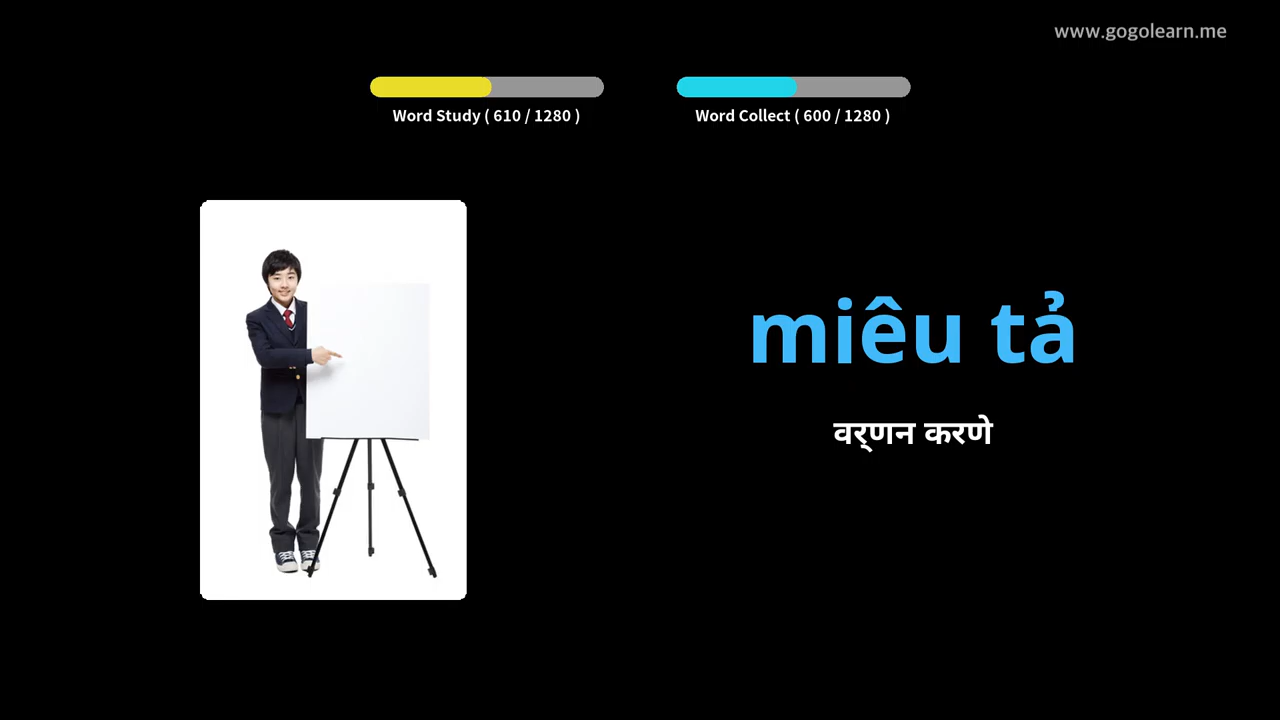 www.gogolearn.me
Word Study ( 610 / 1280 )
Word Collect ( 600 / 1280 )
miêu tả
वर्णन करणे